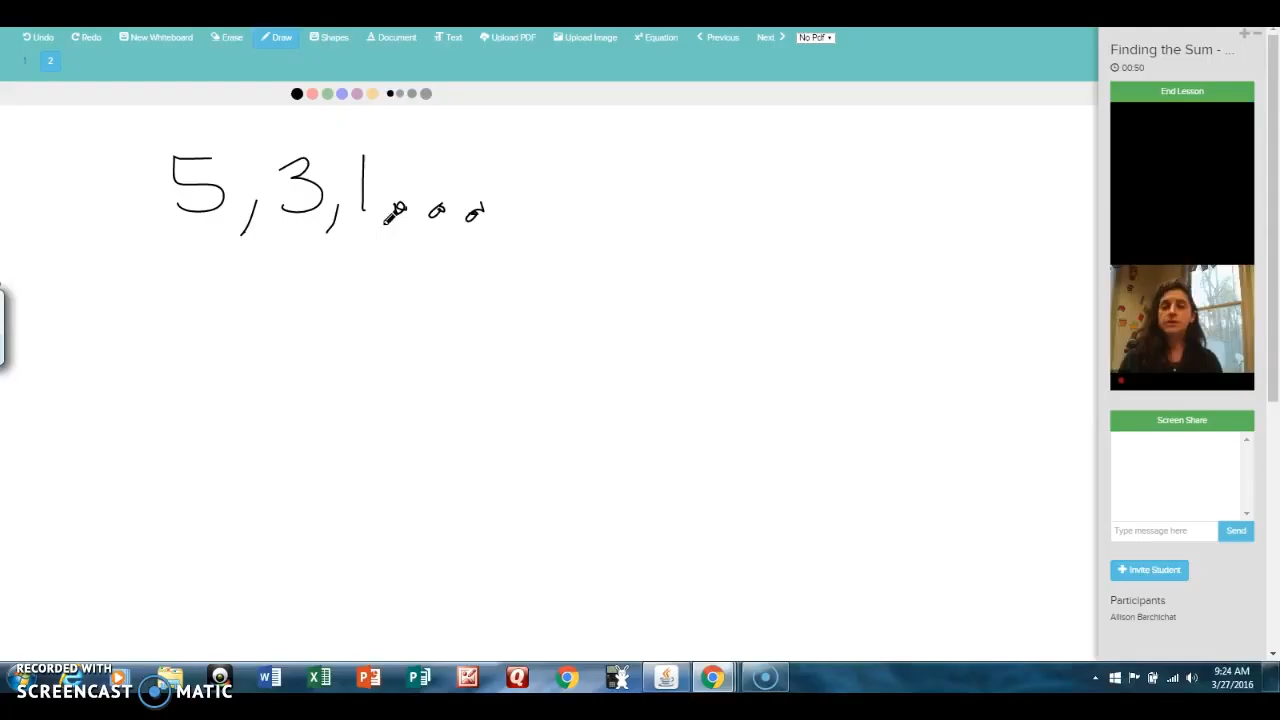 Undo Redo New Whiteboard Erase Draw Shapes Document Text Upload PDF Upload Image Equation Previous Next No Pdf
1 2
5, 3, 1 . . .
Finding the Sum - ...
00:50
End Lesson
Screen Share
Type message here Send
Invite Student
Participants
Allison Barchichat
RECORDED WITH
SCREENCAST MATIC
9:24 AM
3/27/2016